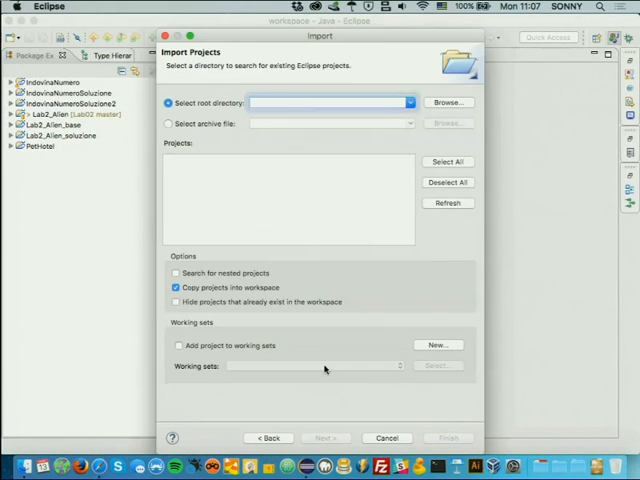 Eclipse
100%
Mon 11:07
SONNY
workspace - Java - Eclipse
Quick Access
Package Ex
Type Hierar
IndovinaNumero
IndovinaNumeroSoluzione
IndovinaNumeroSoluzione2
> Lab2_Alien [Lab02 master]
Lab2_Alien_base
Lab2_Alien_soluzione
PetHotel
Import
Import Projects
Select a directory to search for existing Eclipse projects.
Select root directory:
Browse...
Select archive file:
Browse...
Projects:
Select All
Deselect All
Refresh
Options
Search for nested projects
Copy projects into workspace
Hide projects that already exist in the workspace
Working sets
Add project to working sets
New...
Working sets:
Select...
?
< Back
Next >
Cancel
Finish